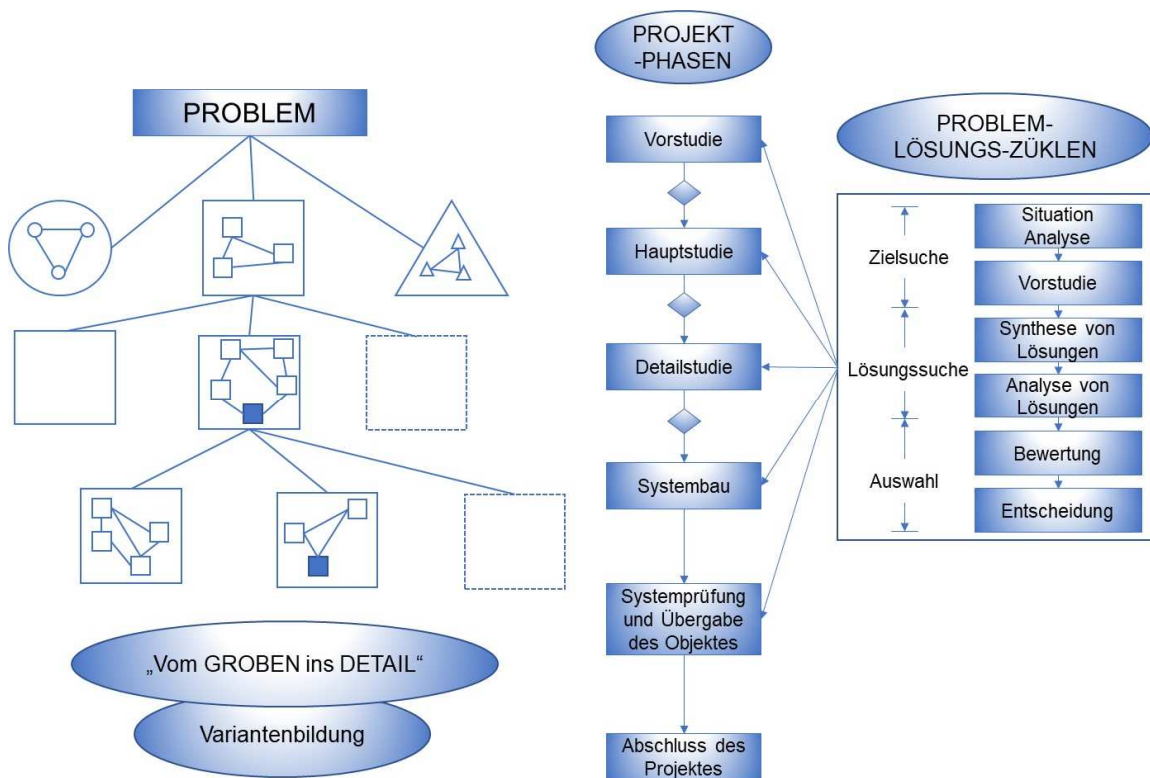 PROBLEM
„Vom GROBEN ins DETAIL“
Variantenbildung
PROJEKT
-PHASEN
Vorstudie
Hauptstudie
Detailstudie
Systembau
Systemprüfung
und Übergabe
des Objektes
Abschluss des
Projektes
PROBLEM-
LÖSUNGS-ZÜKLEN
Zielsuche
Lösungssuche
Auswahl
Situation
Analyse
Vorstudie
Synthese von
Lösungen
Analyse von
Lösungen
Bewertung
Entscheidung